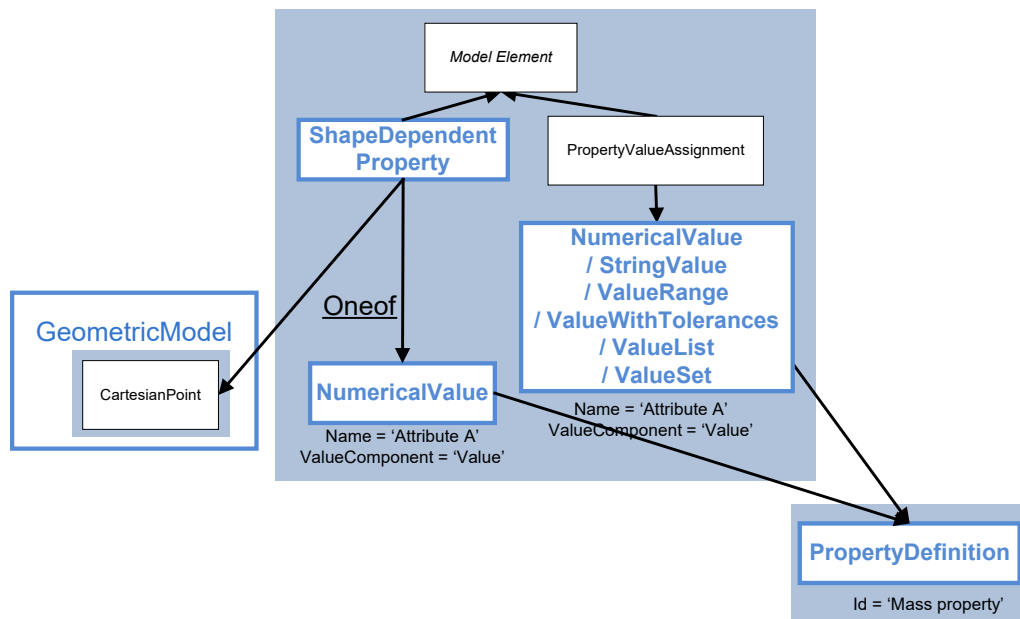 Model Element
ShapeDependent
Property
PropertyValueAssignment
NumericalValue
/ StringValue
/ ValueRange
/ ValueWithTolerances
/ ValueList
/ ValueSet
Name = ‘Attribute A’
ValueComponent = ‘Value’
Oneof
GeometricModel
CartesianPoint
NumericalValue
Name = ‘Attribute A’
ValueComponent = ‘Value’
PropertyDefinition
Id = ‘Mass property’